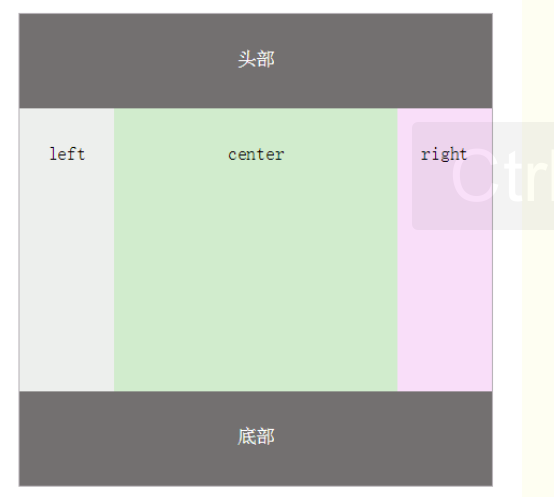 头部
left
center
right
Ctrl
底部